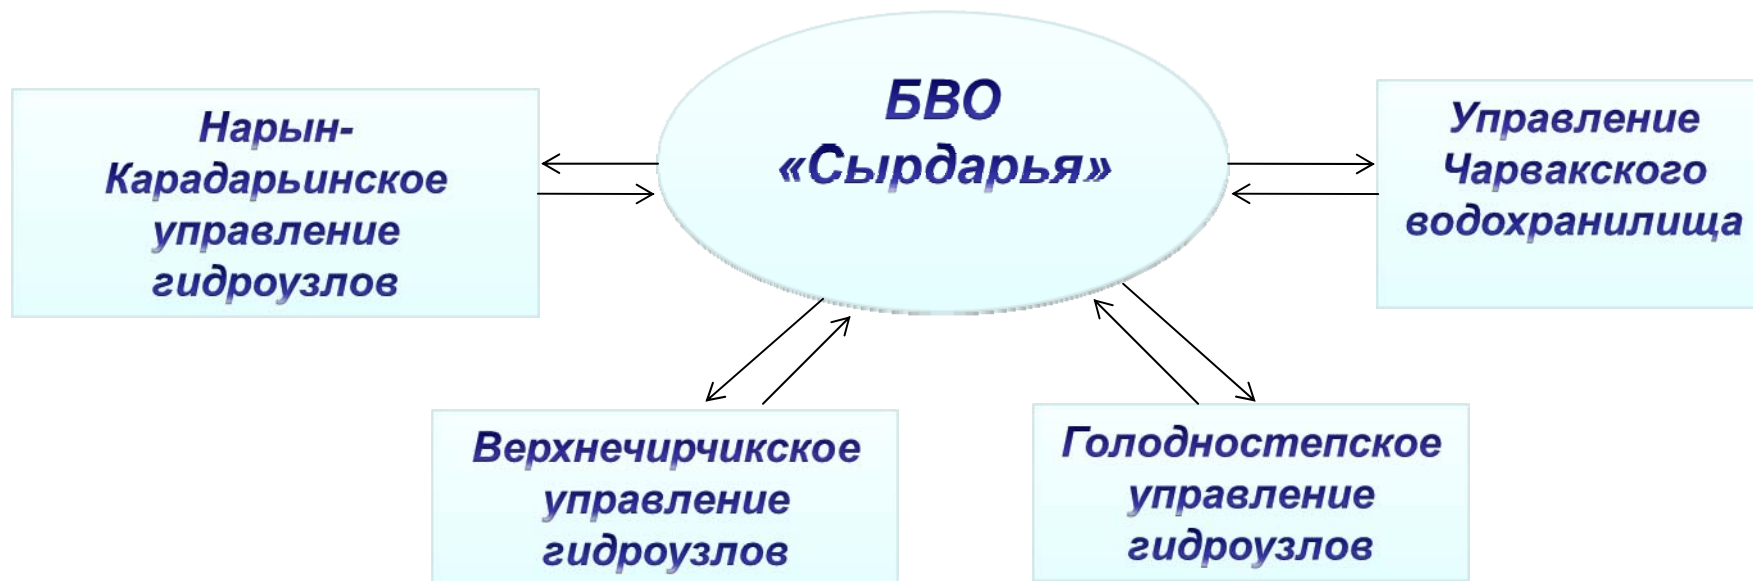 БВО
«Сырдарья»
Нарын-
Карадарьинское
управление
гидроузлов
Управление
Чарвакского
водохранилища
Верхнечирчикское
управление
гидроузлов
Голодностепское
управление
гидроузлов